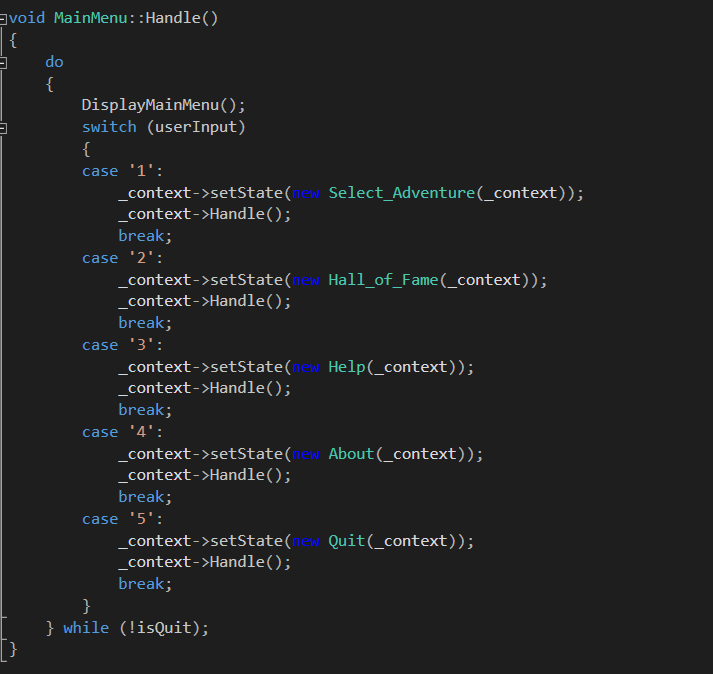 void MainMenu::Handle()
{
    do
    {
        DisplayMainMenu();
        switch (userInput)
        {
        case '1':
            _context->setState(new Select_Adventure(_context));
            _context->Handle();
            break;
        case '2':
            _context->setState(new Hall_of_Fame(_context));
            _context->Handle();
            break;
        case '3':
            _context->setState(new Help(_context));
            _context->Handle();
            break;
        case '4':
            _context->setState(new About(_context));
            _context->Handle();
            break;
        case '5':
            _context->setState(new Quit(_context));
            _context->Handle();
            break;
        }
    } while (!isQuit);
}